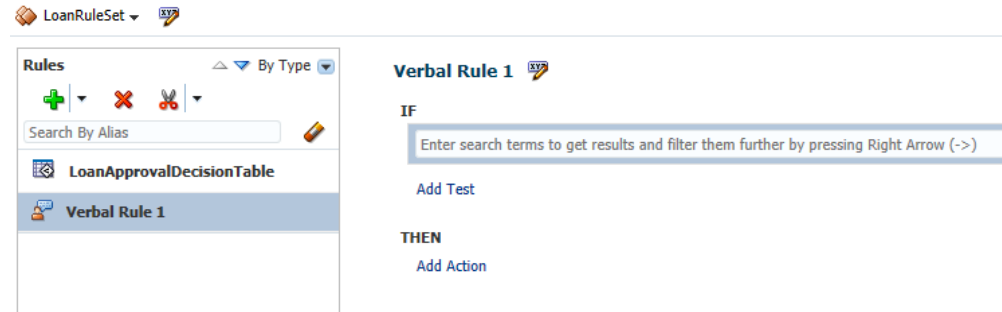 LoanRuleSet
Rules
By Type
Search By Alias
LoanApprovalDecisionTable
Verbal Rule 1
Verbal Rule 1
IF
Enter search terms to get results and filter them further by pressing Right Arrow (->)
Add Test
THEN
Add Action